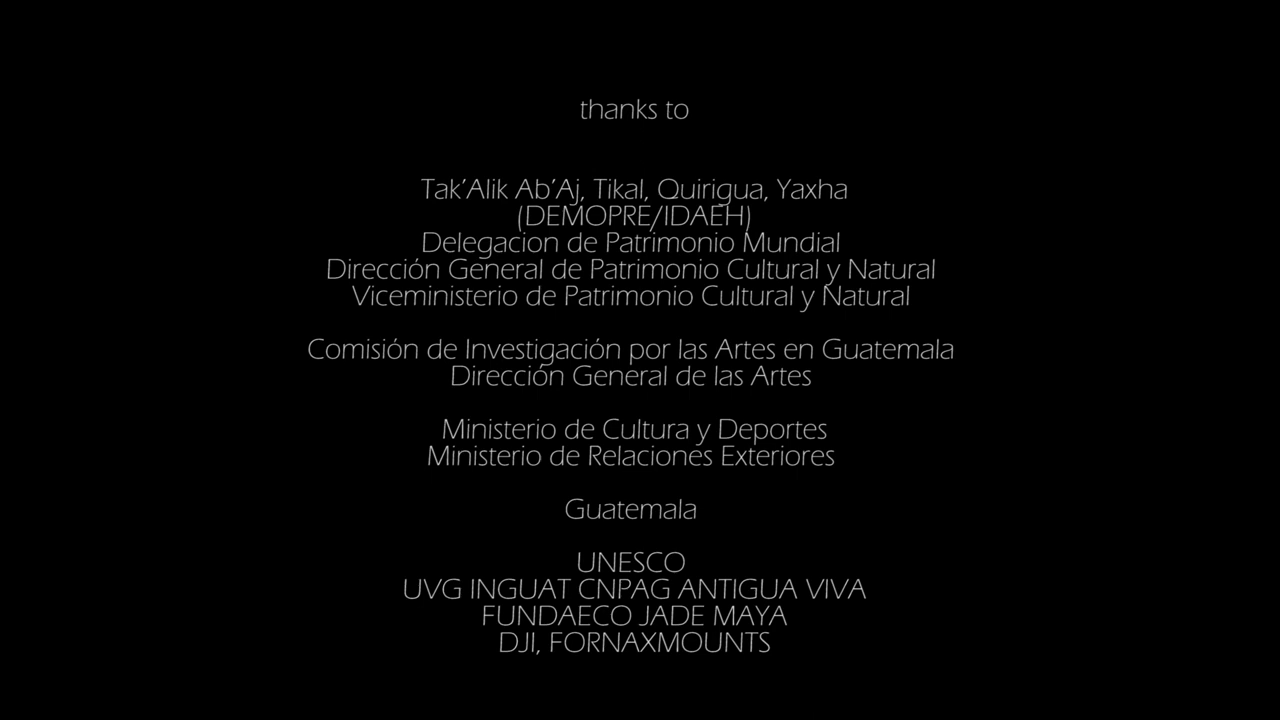 thanks to
Tak'Alik Ab'Aj, Tikal, Quirigua, Yaxha
(DEMOPRE/IDAEH)
Delegacion de Patrimonio Mundial
Dirección General de Patrimonio Cultural y Natural
Viceministerio de Patrimonio Cultural y Natural
Comisión de Investigación por las Artes en Guatemala
Dirección General de las Artes
Ministerio de Cultura y Deportes
Ministerio de Relaciones Exteriores
Guatemala
UNESCO
UVG INGUAT CNPAG ANTIGUA VIVA
FUNDAECO JADE MAYA
DJI, FORNAXMOUNTS